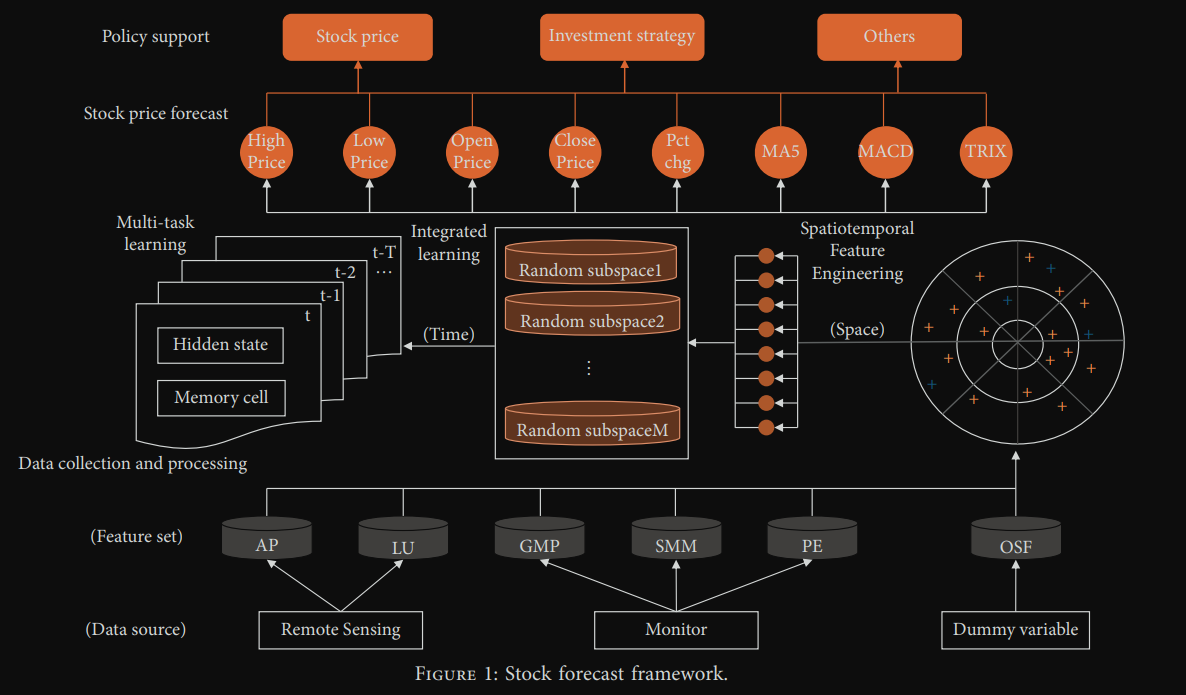 Policy support
Stock price
Investment strategy
Others
Stock price forecast
High
Price
Low
Price
Open
Price
Close
Price
Pct
chg
MA5
MACD
TRIX
Multi-task
learning
t-T
...
t-2
t-1
t
Hidden state
Memory cell
(Time)
Integrated
learning
Random subspace1
Random subspace2
⋮
Random subspaceM
Spatiotemporal
Feature
Engineering
(Space)
Data collection and processing
(Feature set)
AP
LU
GMP
SMM
PE
OSF
(Data source)
Remote Sensing
Monitor
Dummy variable
FIGURE 1: Stock forecast framework.